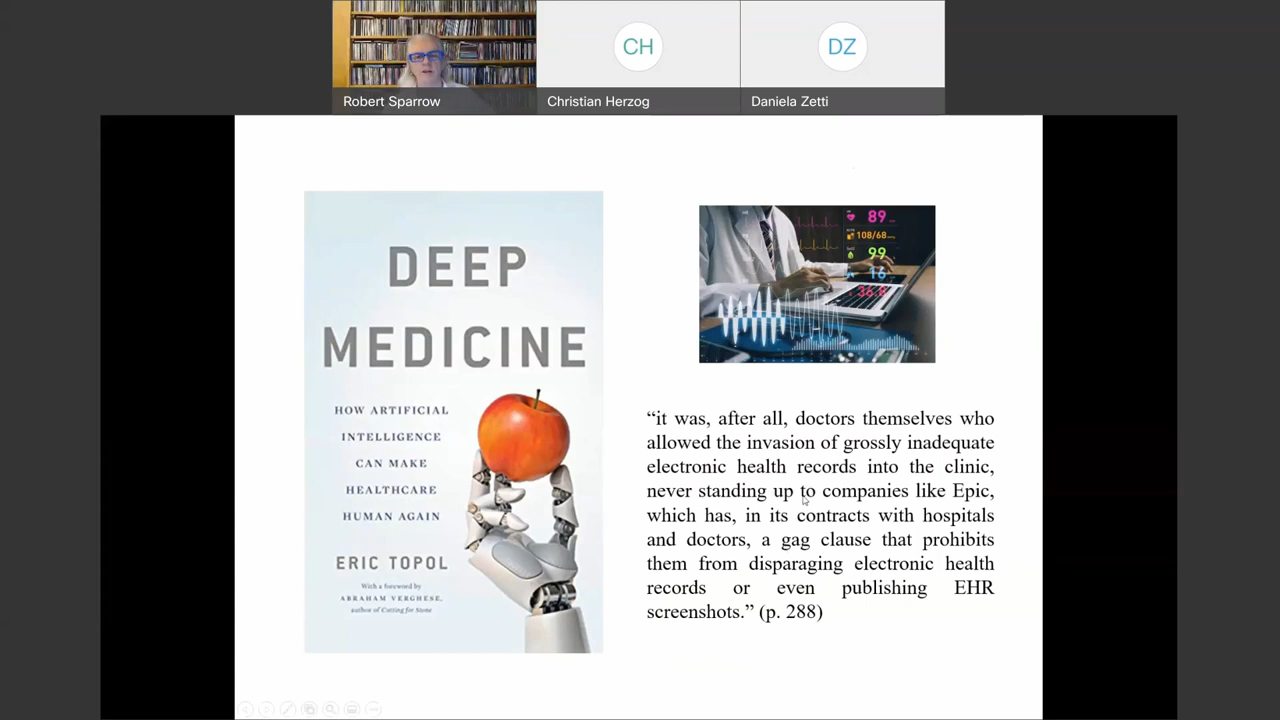 CH
DZ
Robert Sparrow
Christian Herzog
Daniela Zetti
DEEP
MEDICINE
HOW ARTIFICIAL
INTELLIGENCE
CAN MAKE
HEALTHCARE
HUMAN AGAIN
ERIC TOPOL
With a foreword by
ABRAHAM VERGHESE,
author of Cutting for Stone
89
108/68
99
16
36.8
“it was, after all, doctors themselves who
allowed the invasion of grossly inadequate
electronic health records into the clinic,
never standing up to companies like Epic,
which has, in its contracts with hospitals
and doctors, a gag clause that prohibits
them from disparaging electronic health
records or even publishing EHR
screenshots.” (p. 288)